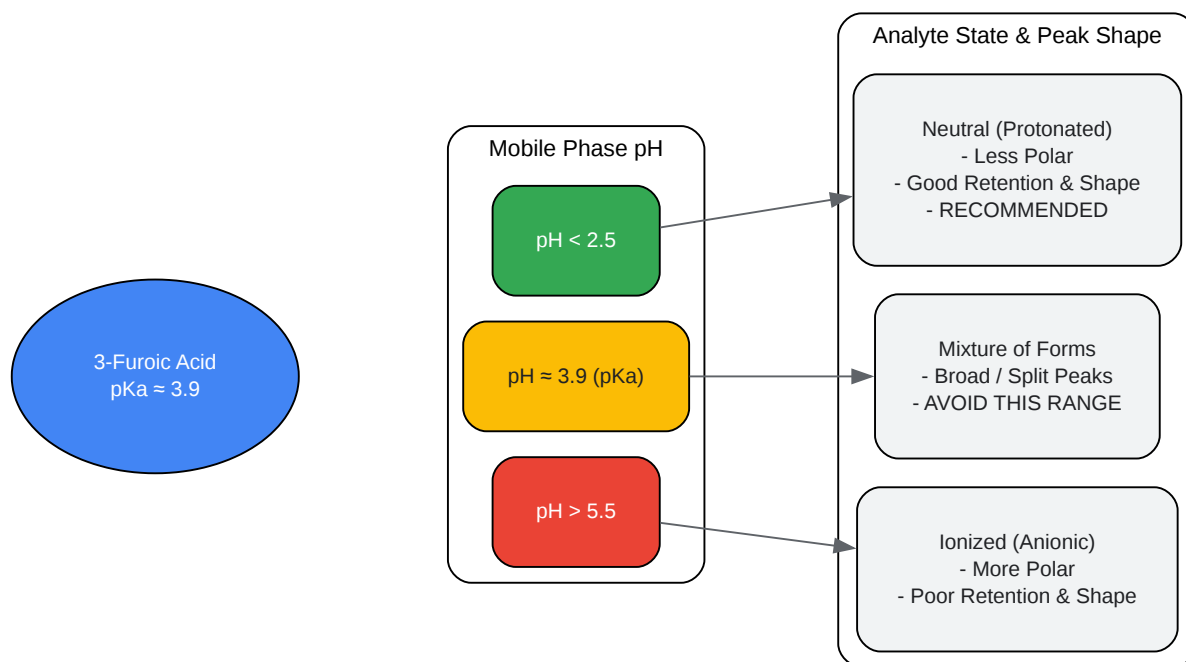 3-Furoic Acid
pKa ≈ 3.9
Mobile Phase pH
pH < 2.5
pH ≈ 3.9 (pKa)
pH > 5.5
Analyte State & Peak Shape
Neutral (Protonated)
- Less Polar
- Good Retention & Shape
- RECOMMENDED
Mixture of Forms
- Broad / Split Peaks
- AVOID THIS RANGE
Ionized (Anionic)
- More Polar
- Poor Retention & Shape